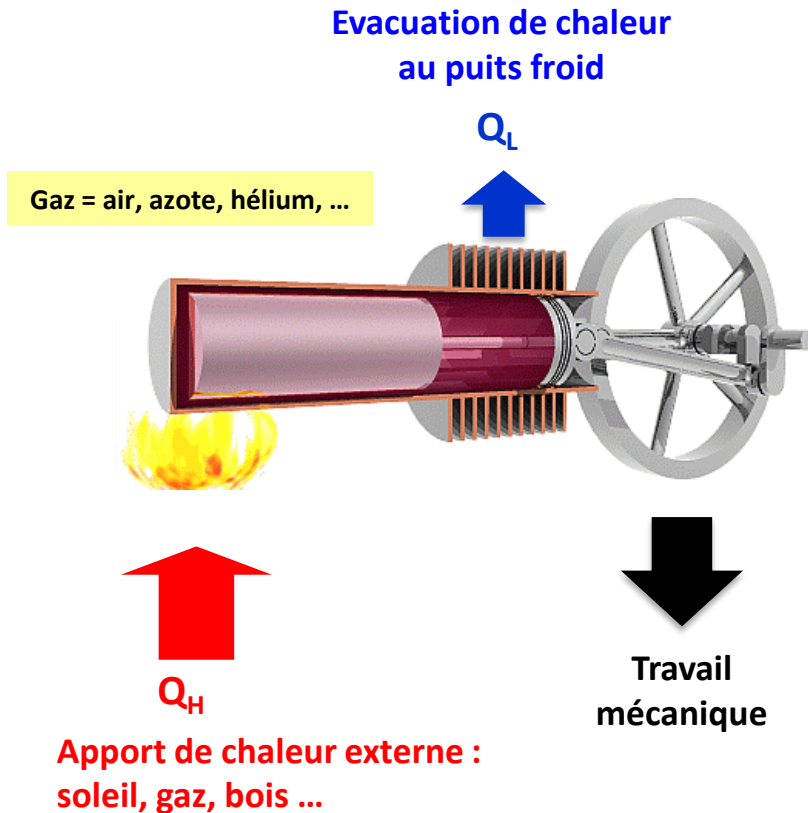 Evacuation de chaleur
au puits froid
QL
Gaz = air, azote, hélium, ...
QH
Apport de chaleur externe :
soleil, gaz, bois ...
Travail
mécanique